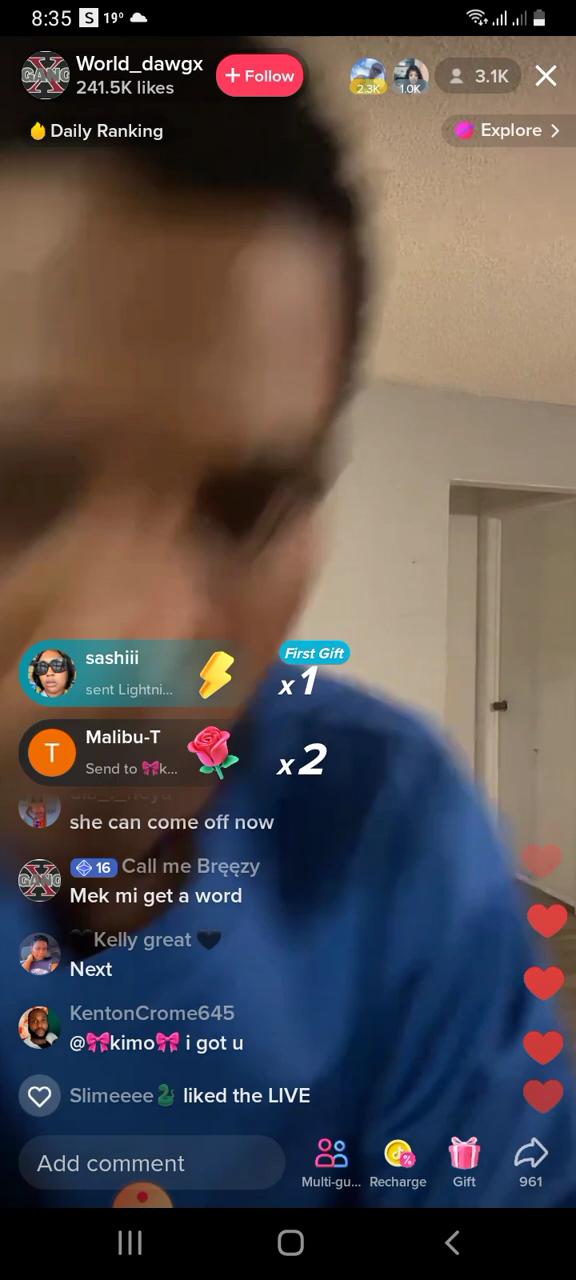 8:35 S 19°
World_dawgx
241.5K likes
+ Follow
2.3K
1.0K
3.1K
Daily Ranking
Explore >
sashiii
sent Lightni...
First Gift
x1
Malibu-T
Send to 🎀k...
T
x2
she can come off now
16 Call me Bręęzy
Mek mi get a word
🖤Kelly great 🖤
Next
KentonCrome645
@🎀kimo🎀 i got u
Slimeeee🐍 liked the LIVE
Add comment
Multi-gu...
Recharge
Gift
961